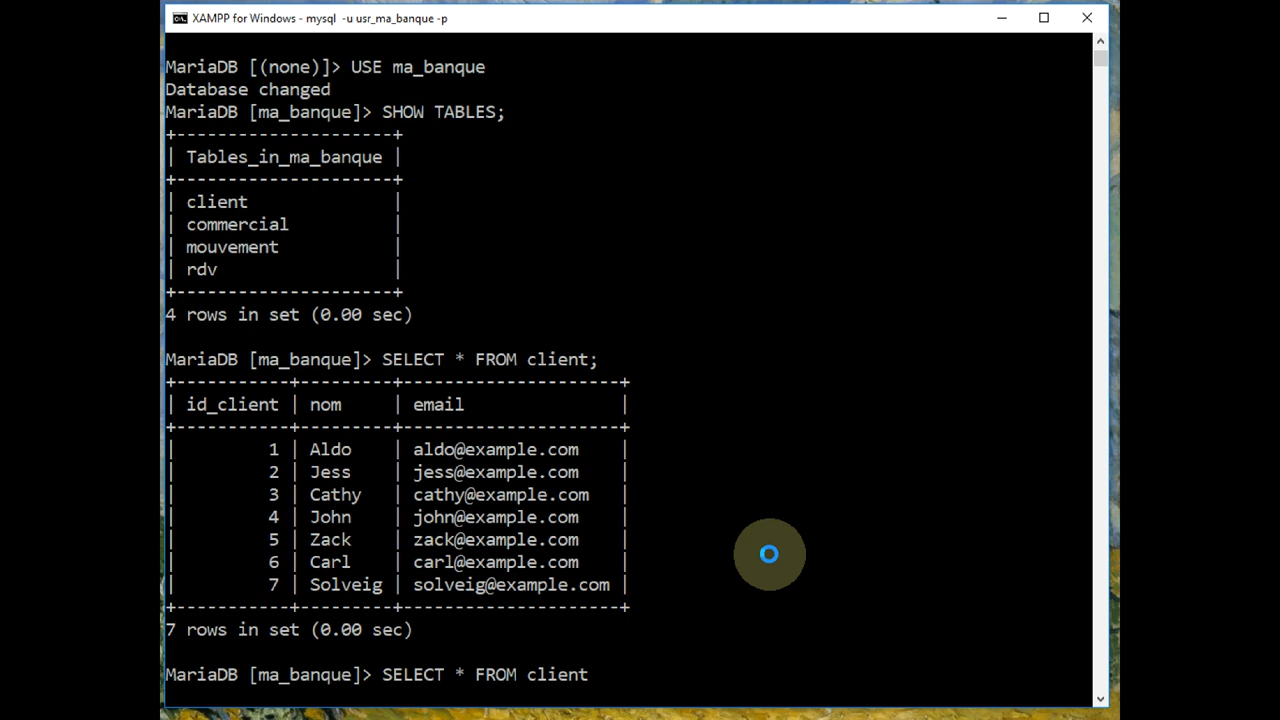 XAMPP for Windows - mysql -u usr_ma_banque -p
MariaDB [(none)]> USE ma_banque
Database changed
MariaDB [ma_banque]> SHOW TABLES;
+---------------------+
| Tables_in_ma_banque |
+---------------------+
| client              |
| commercial          |
| mouvement           |
| rdv                 |
+---------------------+
4 rows in set (0.00 sec)
MariaDB [ma_banque]> SELECT * FROM client;
+-----------+---------+---------------------+
| id_client | nom     | email               |
+-----------+---------+---------------------+
|         1 | Aldo    | aldo@example.com    |
|         2 | Jess    | jess@example.com    |
|         3 | Cathy   | cathy@example.com   |
|         4 | John    | john@example.com    |
|         5 | Zack    | zack@example.com    |
|         6 | Carl    | carl@example.com    |
|         7 | Solveig | solveig@example.com |
+-----------+---------+---------------------+
7 rows in set (0.00 sec)
MariaDB [ma_banque]> SELECT * FROM client